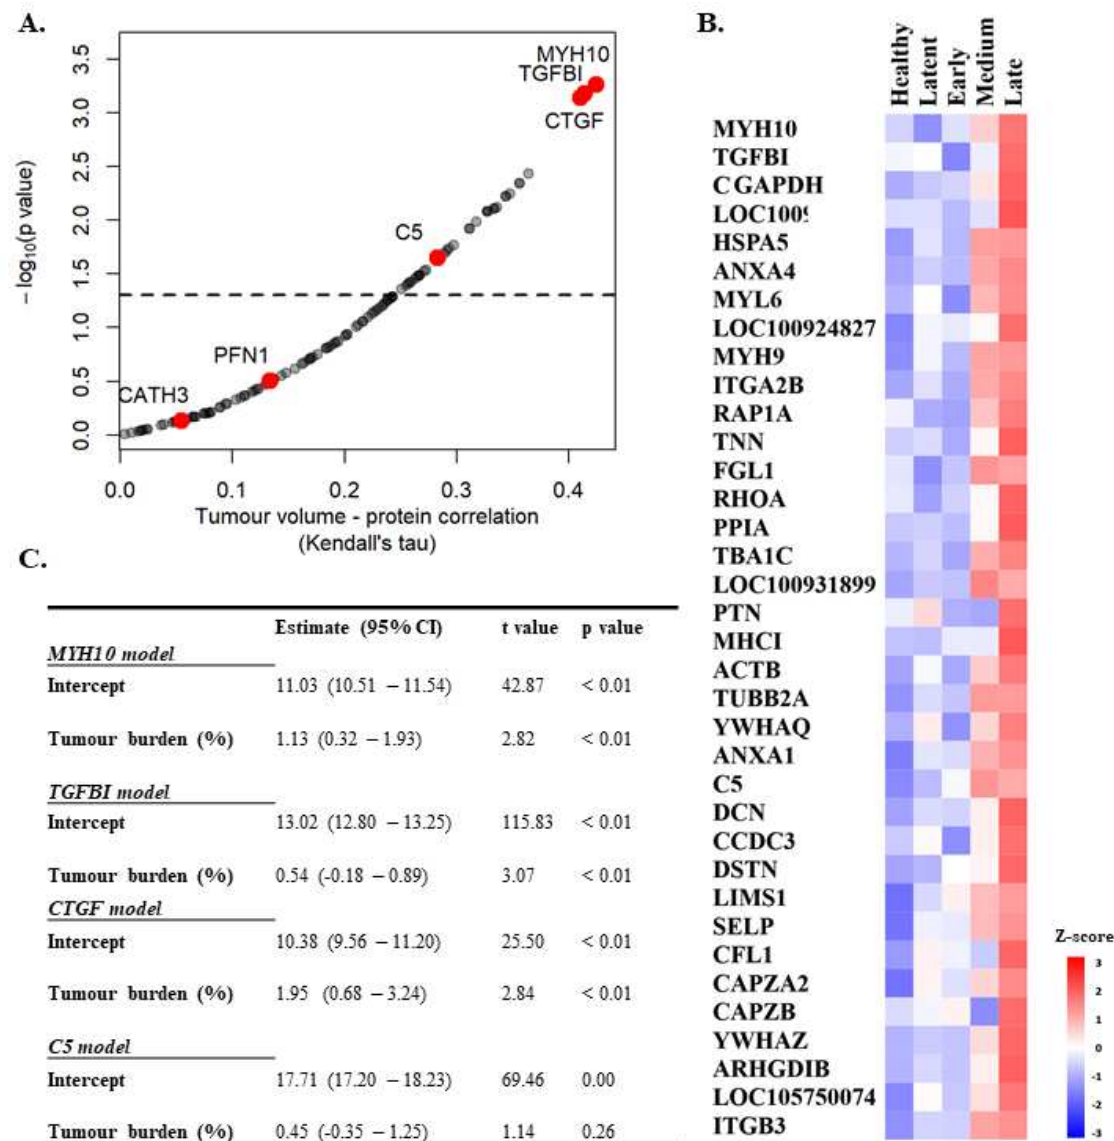 A.
3.5
3.0
2.5
2.0
1.5
1.0
0.5
0.0
− log10(p value)
MYH10
TGFBI
CTGF
C5
PFN1
CATH3
0.0 0.1 0.2 0.3 0.4
Tumour volume - protein correlation
(Kendall's tau)
B.
Healthy
Latent
Early
Medium
Late
MYH10
TGFBI
CGAPDH
LOC100
HSPA5
ANXA4
MYL6
LOC100924827
MYH9
ITGA2B
RAP1A
TNN
FGL1
RHOA
PPIA
TBA1C
LOC100931899
PTN
MHCI
ACTB
TUBB2A
YWHAQ
ANXA1
C5
DCN
CCDC3
DSTN
LIMS1
SELP
CFL1
CAPZA2
CAPZB
YWHAZ
ARHGDIB
LOC105750074
ITGB3
Z-score
3
2
1
0
-1
-2
-3
C.
Estimate (95% CI) t value p value
MYH10 model
Intercept 11.03 (10.51 – 11.54) 42.87 < 0.01
Tumour burden (%) 1.13 (0.32 – 1.93) 2.82 < 0.01
TGFBI model
Intercept 13.02 (12.80 – 13.25) 115.83 < 0.01
Tumour burden (%) 0.54 (-0.18 – 0.89) 3.07 < 0.01
CTGF model
Intercept 10.38 (9.56 – 11.20) 25.50 < 0.01
Tumour burden (%) 1.95 (0.68 – 3.24) 2.84 < 0.01
C5 model
Intercept 17.71 (17.20 – 18.23) 69.46 0.00
Tumour burden (%) 0.45 (-0.35 – 1.25) 1.14 0.26